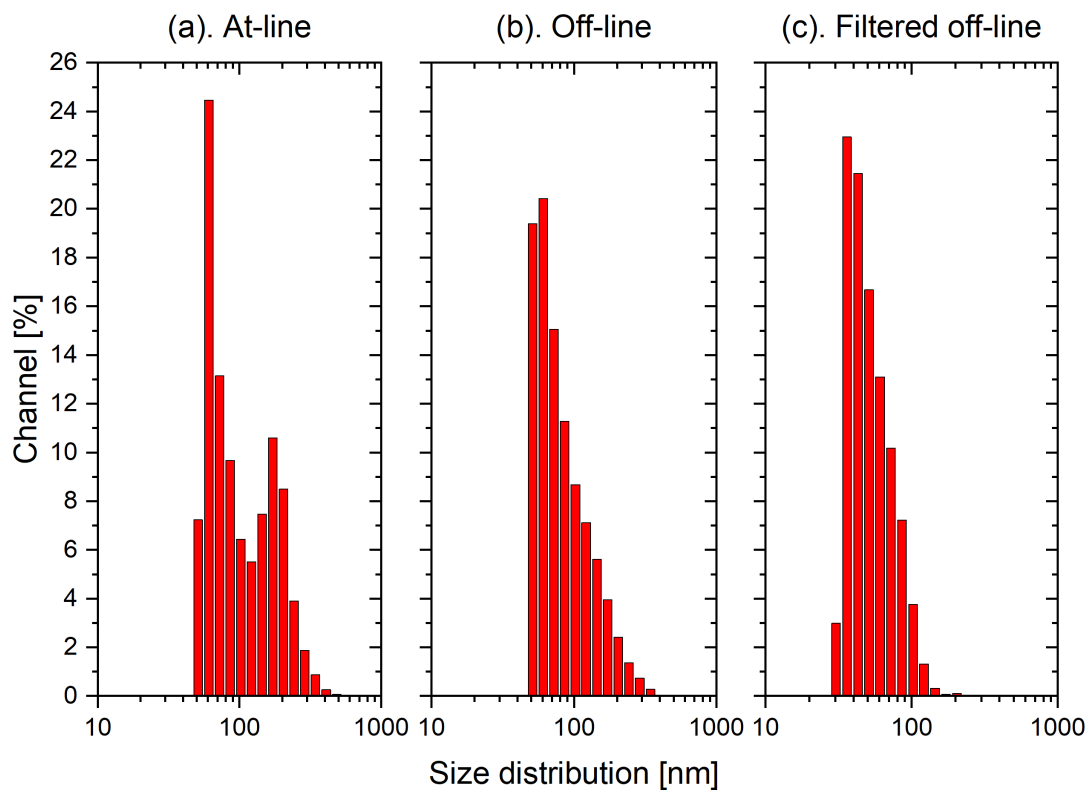 (a). At-line
(b). Off-line
(c). Filtered off-line
Channel [%]
26
24
22
20
18
16
14
12
10
8
6
4
2
0
10 100 1000
10 100 1000
10 100 1000
Size distribution [nm]